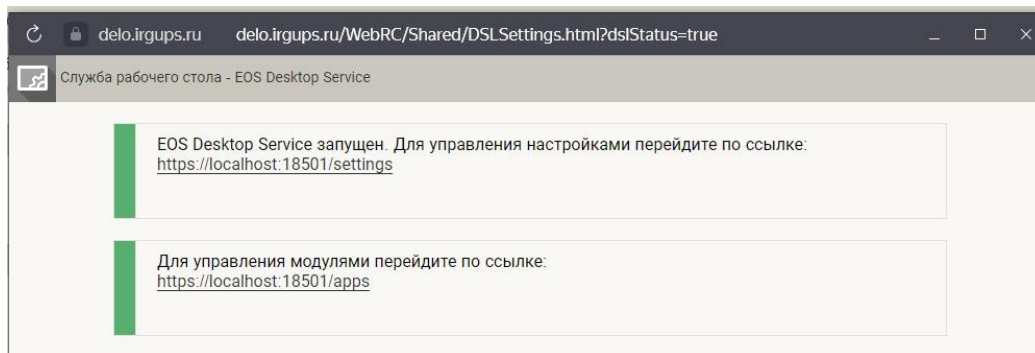 delo.irgups.ru delo.irgups.ru/WebRC/Shared/DSLSettings.html?dslStatus=true
Служба рабочего стола - EOS Desktop Service
EOS Desktop Service запущен. Для управления настройками перейдите по ссылке:
https://localhost:18501/settings
Для управления модулями перейдите по ссылке:
https://localhost:18501/apps